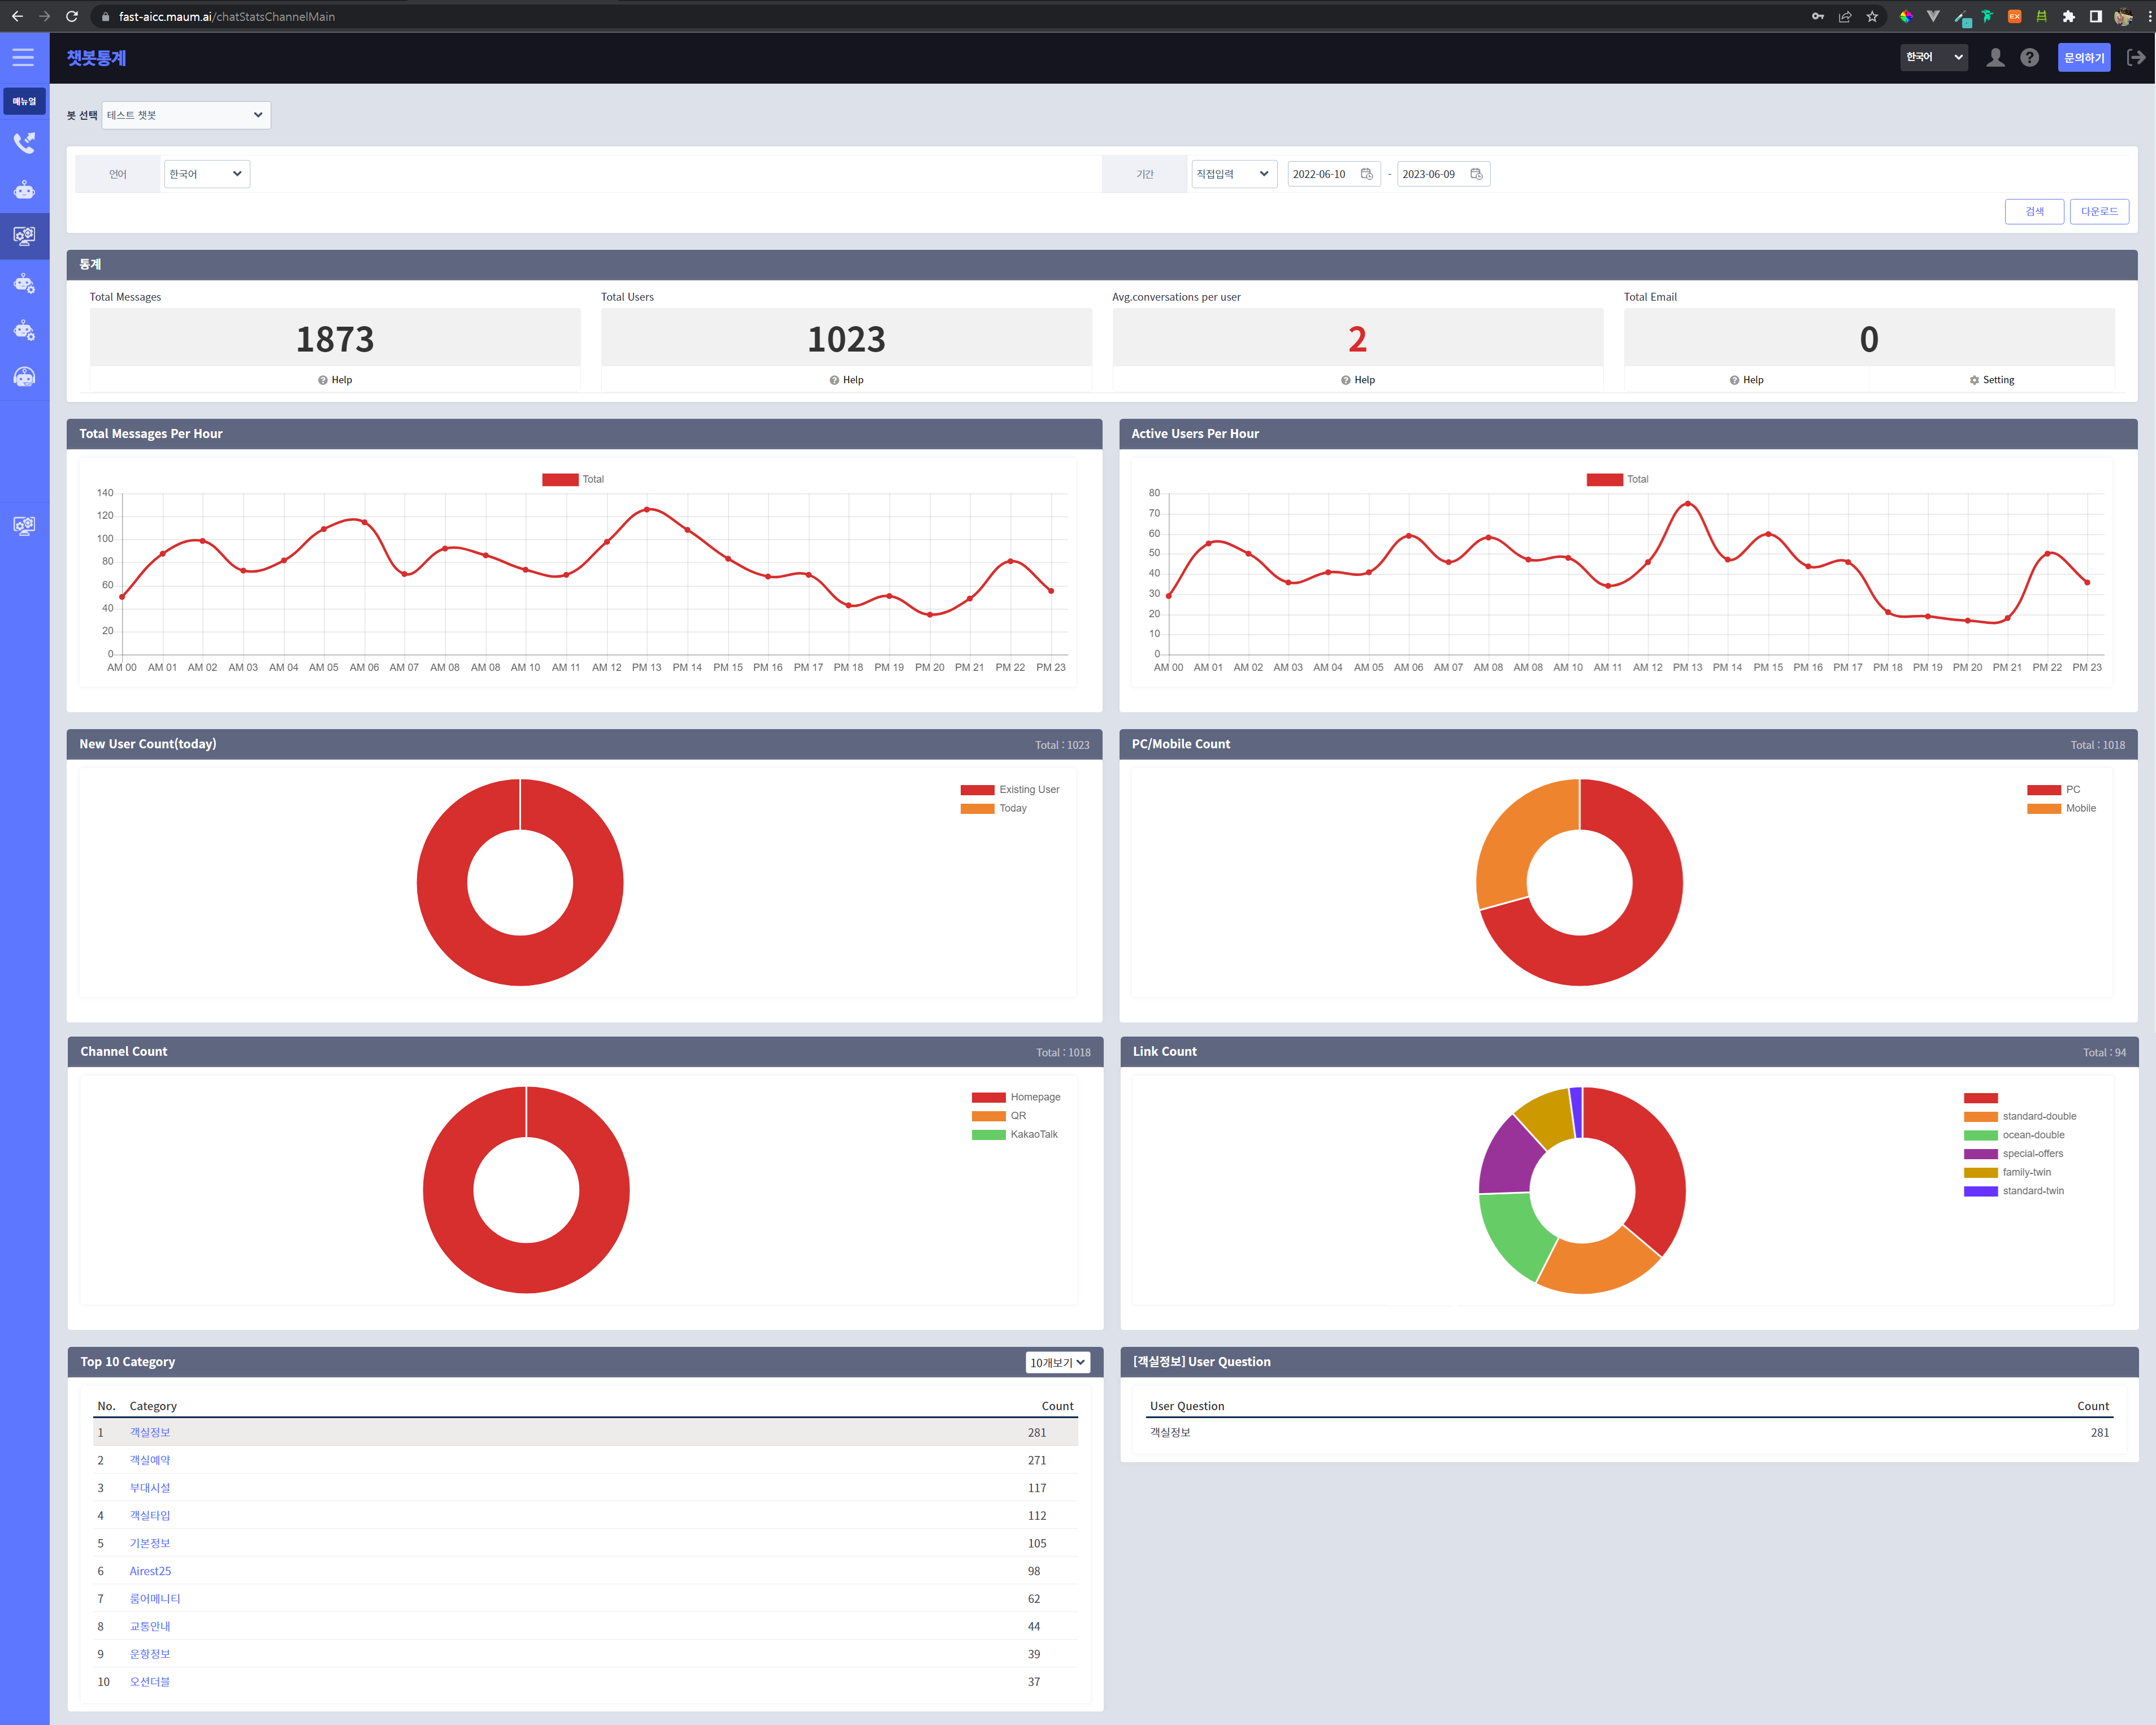 fast-aicc.maum.ai/chatStatsChannelMain
챗봇통계
한국어
문의하기
매뉴얼
봇 선택 테스트 챗봇
언어 한국어 기간 직접입력 2022-06-10 - 2023-06-09
검색 다운로드
통계
Total Messages Total Users Avg.conversations per user Total Email
1873 1023 2 0
Help Help Help Help Setting
Total Messages Per Hour
Total
140
120
100
80
60
40
20
0
AM 00 AM 01 AM 02 AM 03 AM 04 AM 05 AM 06 AM 07 AM 08 AM 08 AM 10 AM 11 AM 12 PM 13 PM 14 PM 15 PM 16 PM 17 PM 18 PM 19 PM 20 PM 21 PM 22 PM 23
Active Users Per Hour
Total
80
70
60
50
40
30
20
10
0
AM 00 AM 01 AM 02 AM 03 AM 04 AM 05 AM 06 AM 07 AM 08 AM 08 AM 10 AM 11 AM 12 PM 13 PM 14 PM 15 PM 16 PM 17 PM 18 PM 19 PM 20 PM 21 PM 22 PM 23
New User Count(today) Total : 1023
Existing User
Today
PC/Mobile Count Total : 1018
PC
Mobile
Channel Count Total : 1018
Homepage
QR
KakaoTalk
Link Count Total : 94
standard-double
ocean-double
special-offers
family-twin
standard-twin
Top 10 Category 10개보기
No. Category Count
1 객실정보 281
2 객실예약 271
3 부대시설 117
4 객실타입 112
5 기본정보 105
6 Airest25 98
7 룸어메니티 62
8 교통안내 44
9 운항정보 39
10 오션더블 37
[객실정보] User Question
User Question Count
객실정보 281